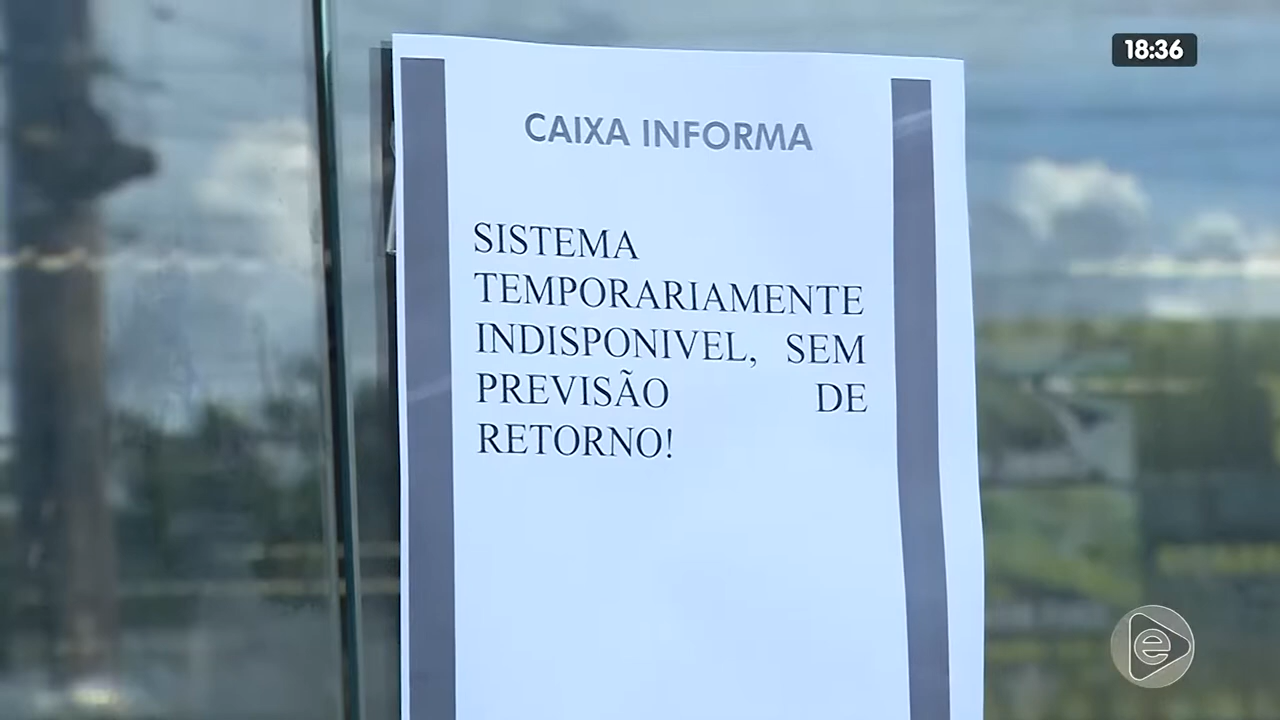 18:36
CAIXA INFORMA
SISTEMA
TEMPORARIAMENTE
INDISPONIVEL, SEM
PREVISÃO DE
RETORNO!
e